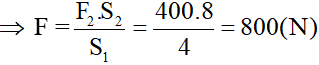 ⇒ F = F₂.S₂ / S₁ = 400.8 / 4 = 800(N)